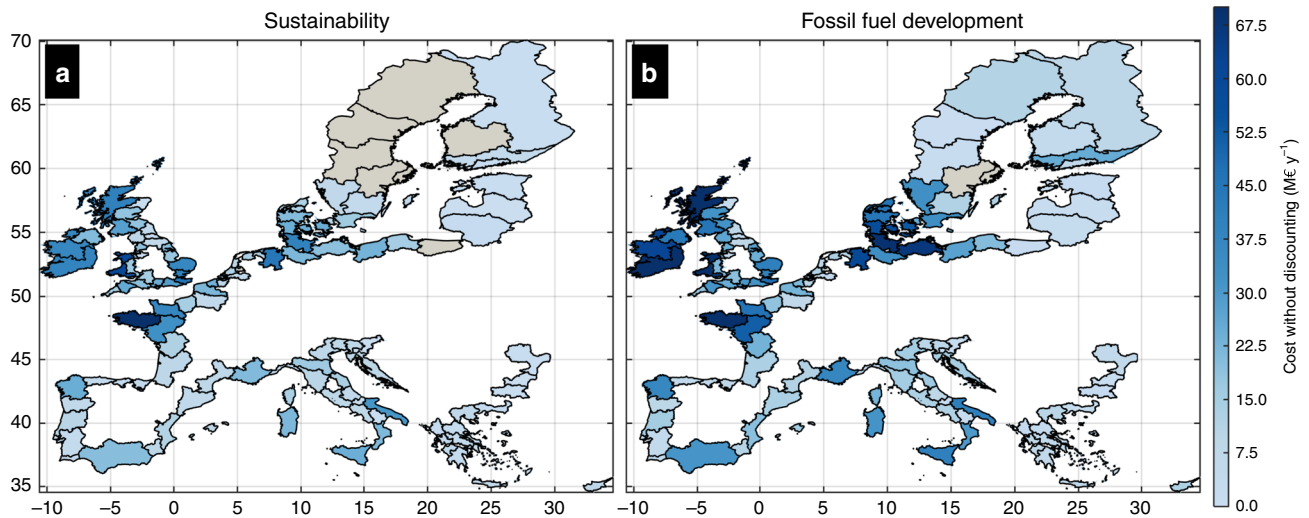 Sustainability
Fossil fuel development
a
b
70
65
60
55
50
45
40
35
−10 −5 0 5 10 15 20 25 30
−10 −5 0 5 10 15 20 25 30
67.5
60.0
52.5
45.0
37.5
30.0
22.5
15.0
7.5
0.0
Cost without discounting (M€ y⁻¹)